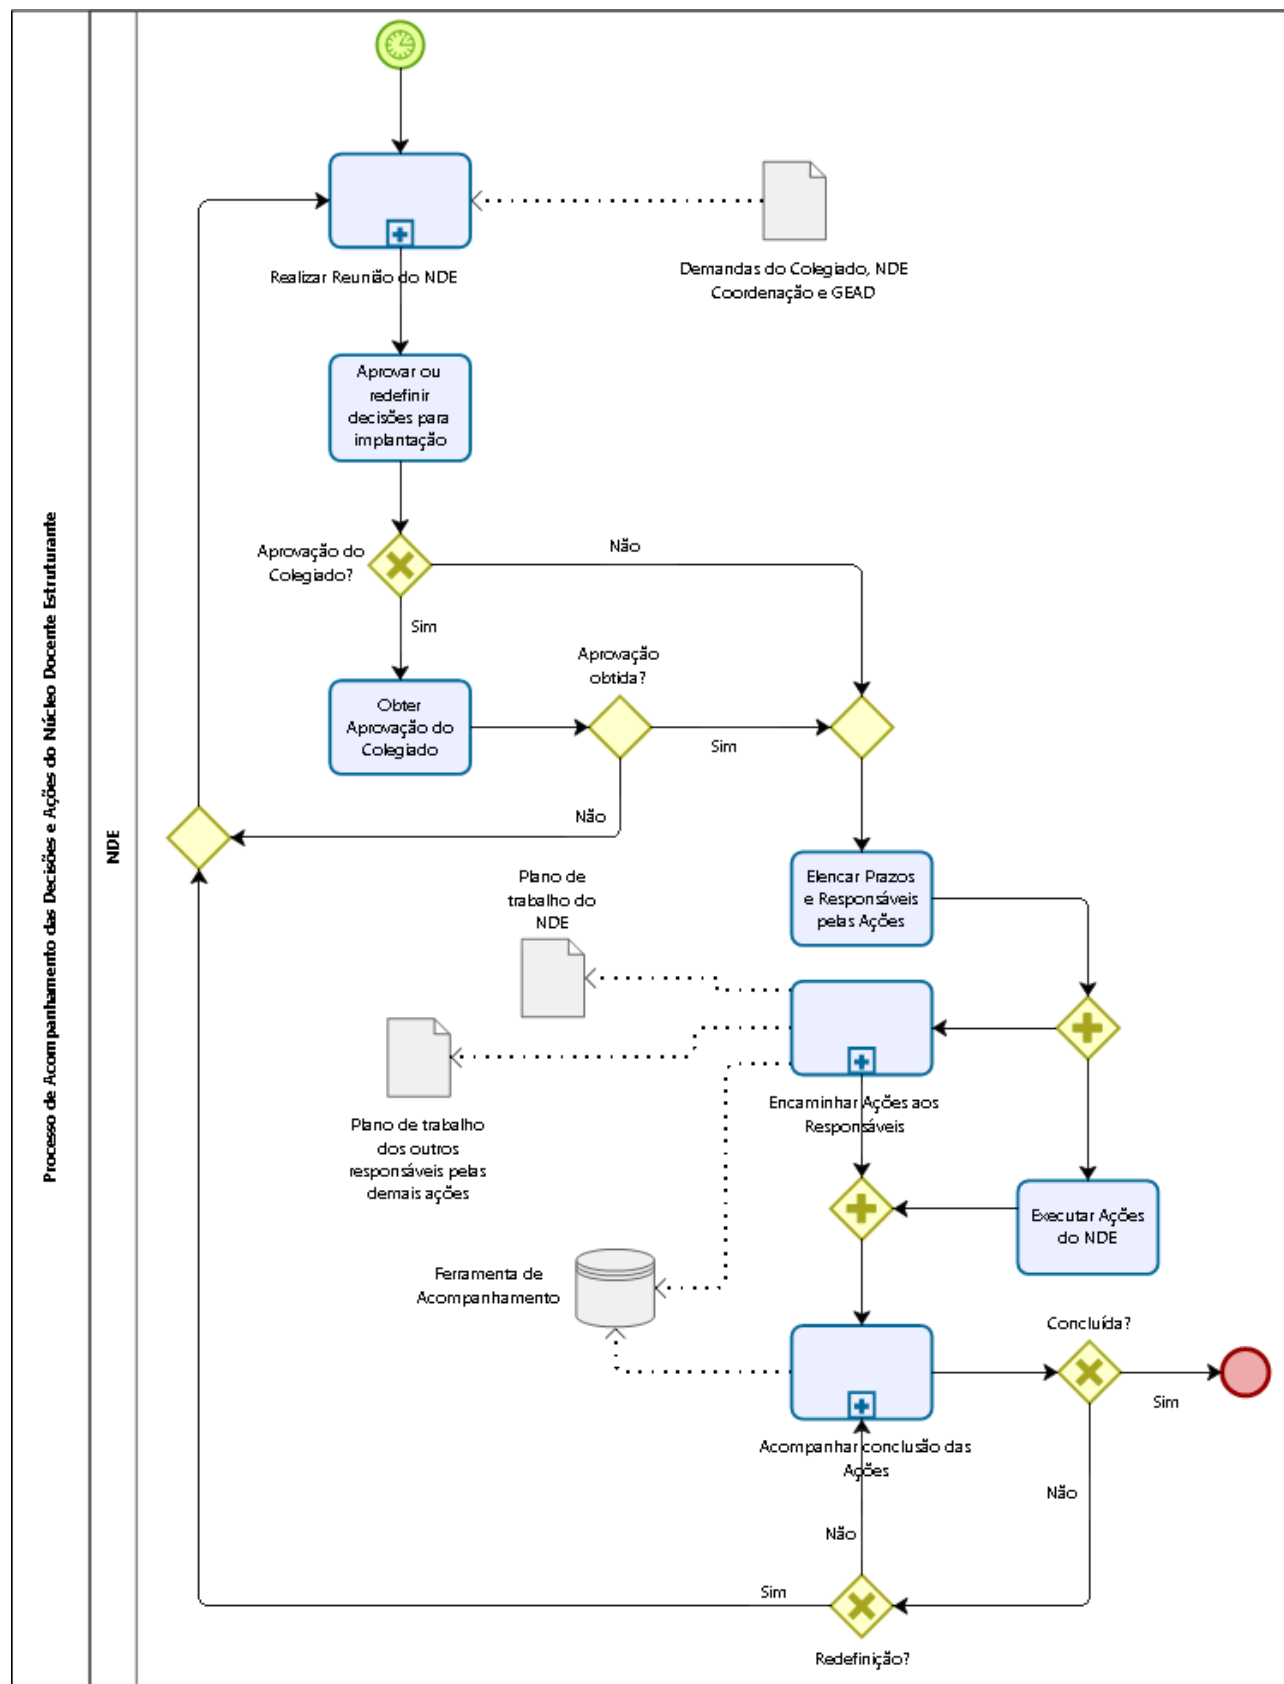 Processo de Acompanhamento das Decisões e Ações do Núcleo Docente Estruturante
NDE
Realizar Reunião do NDE
Demandas do Colegiado, NDE
Coordenação e GEAD
Aprovar ou
redefinir
decisões para
implantação
Aprovação do
Colegiado?
Não
Sim
Obter
Aprovação do
Colegiado
Aprovação
obtida?
Sim
Não
Elencar Prazos
e Responsáveis
pelas Ações
Plano de
trabalho do
NDE
Encaminhar Ações aos
Responsáveis
Plano de trabalho
dos outros
responsáveis pelas
demais ações
Executar Ações
do NDE
Ferramenta de
Acompanhamento
Concluída?
Sim
Acompanhar conclusão das
Ações
Não
Não
Sim
Redefinição?